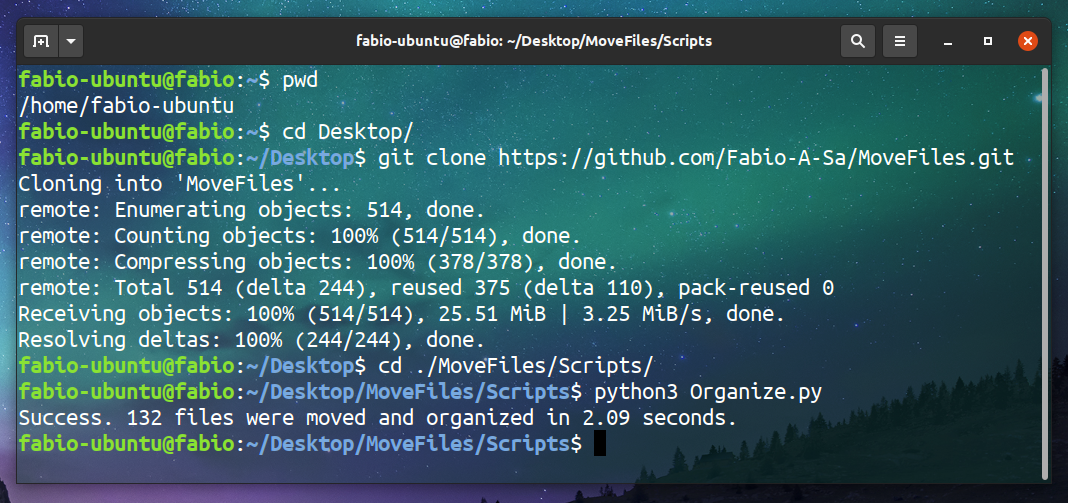 fabio-ubuntu@fabio: ~/Desktop/MoveFiles/Scripts
fabio-ubuntu@fabio:~$ pwd
/home/fabio-ubuntu
fabio-ubuntu@fabio:~$ cd Desktop/
fabio-ubuntu@fabio:~/Desktop$ git clone https://github.com/Fabio-A-Sa/MoveFiles.git
Cloning into 'MoveFiles'...
remote: Enumerating objects: 514, done.
remote: Counting objects: 100% (514/514), done.
remote: Compressing objects: 100% (378/378), done.
remote: Total 514 (delta 244), reused 375 (delta 110), pack-reused 0
Receiving objects: 100% (514/514), 25.51 MiB | 3.25 MiB/s, done.
Resolving deltas: 100% (244/244), done.
fabio-ubuntu@fabio:~/Desktop$ cd ./MoveFiles/Scripts/
fabio-ubuntu@fabio:~/Desktop/MoveFiles/Scripts$ python3 Organize.py
Success. 132 files were moved and organized in 2.09 seconds.
fabio-ubuntu@fabio:~/Desktop/MoveFiles/Scripts$